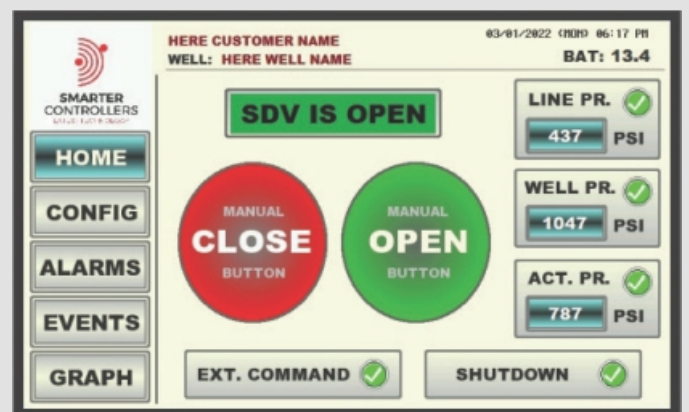 HERE CUSTOMER NAME
WELL: HERE WELL NAME
03/01/2022 (MON) 06:17 PM
BAT: 13.4
SMARTER
CONTROLLERS
HOME
CONFIG
ALARMS
EVENTS
GRAPH
SDV IS OPEN
MANUAL
CLOSE
BUTTON
MANUAL
OPEN
BUTTON
LINE PR.
437 PSI
WELL PR.
1047 PSI
ACT. PR.
787 PSI
EXT. COMMAND
SHUTDOWN